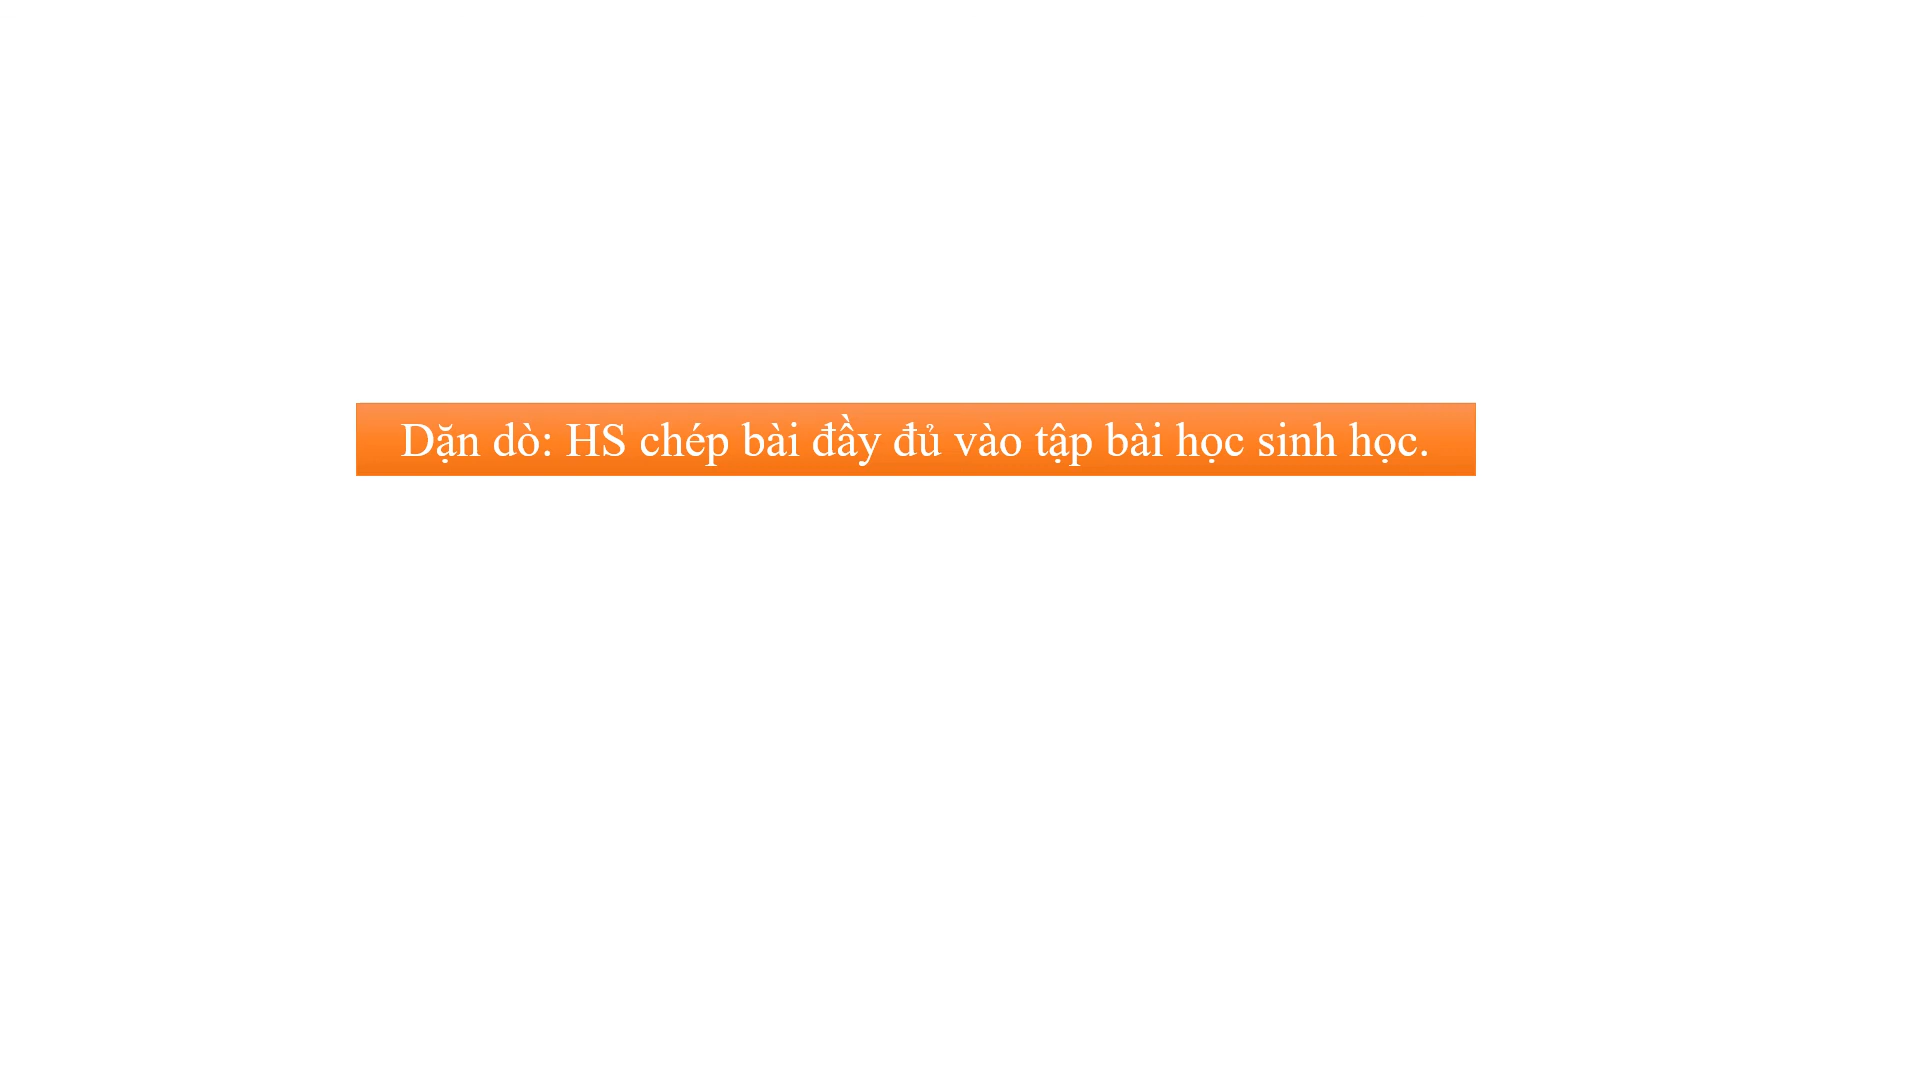 Dặn dò: HS chép bài đầy đủ vào tập bài học sinh học.